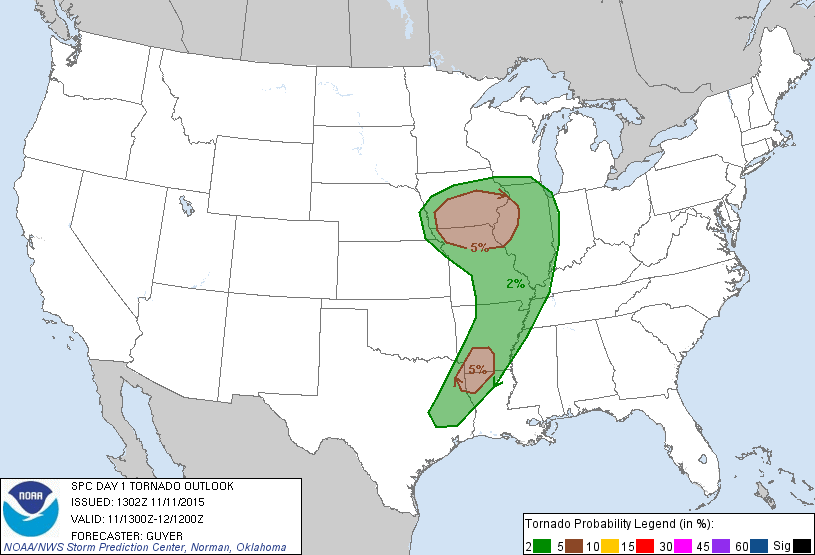 5%
2%
5%
NOAA
SPC DAY 1 TORNADO OUTLOOK
ISSUED: 1302Z 11/11/2015
VALID: 11/1300Z-12/1200Z
FORECASTER: GUYER
NOAA/NWS Storm Prediction Center, Norman, Oklahoma
Tornado Probability Legend (in %):
2 5 10 15 30 45 60 Sig